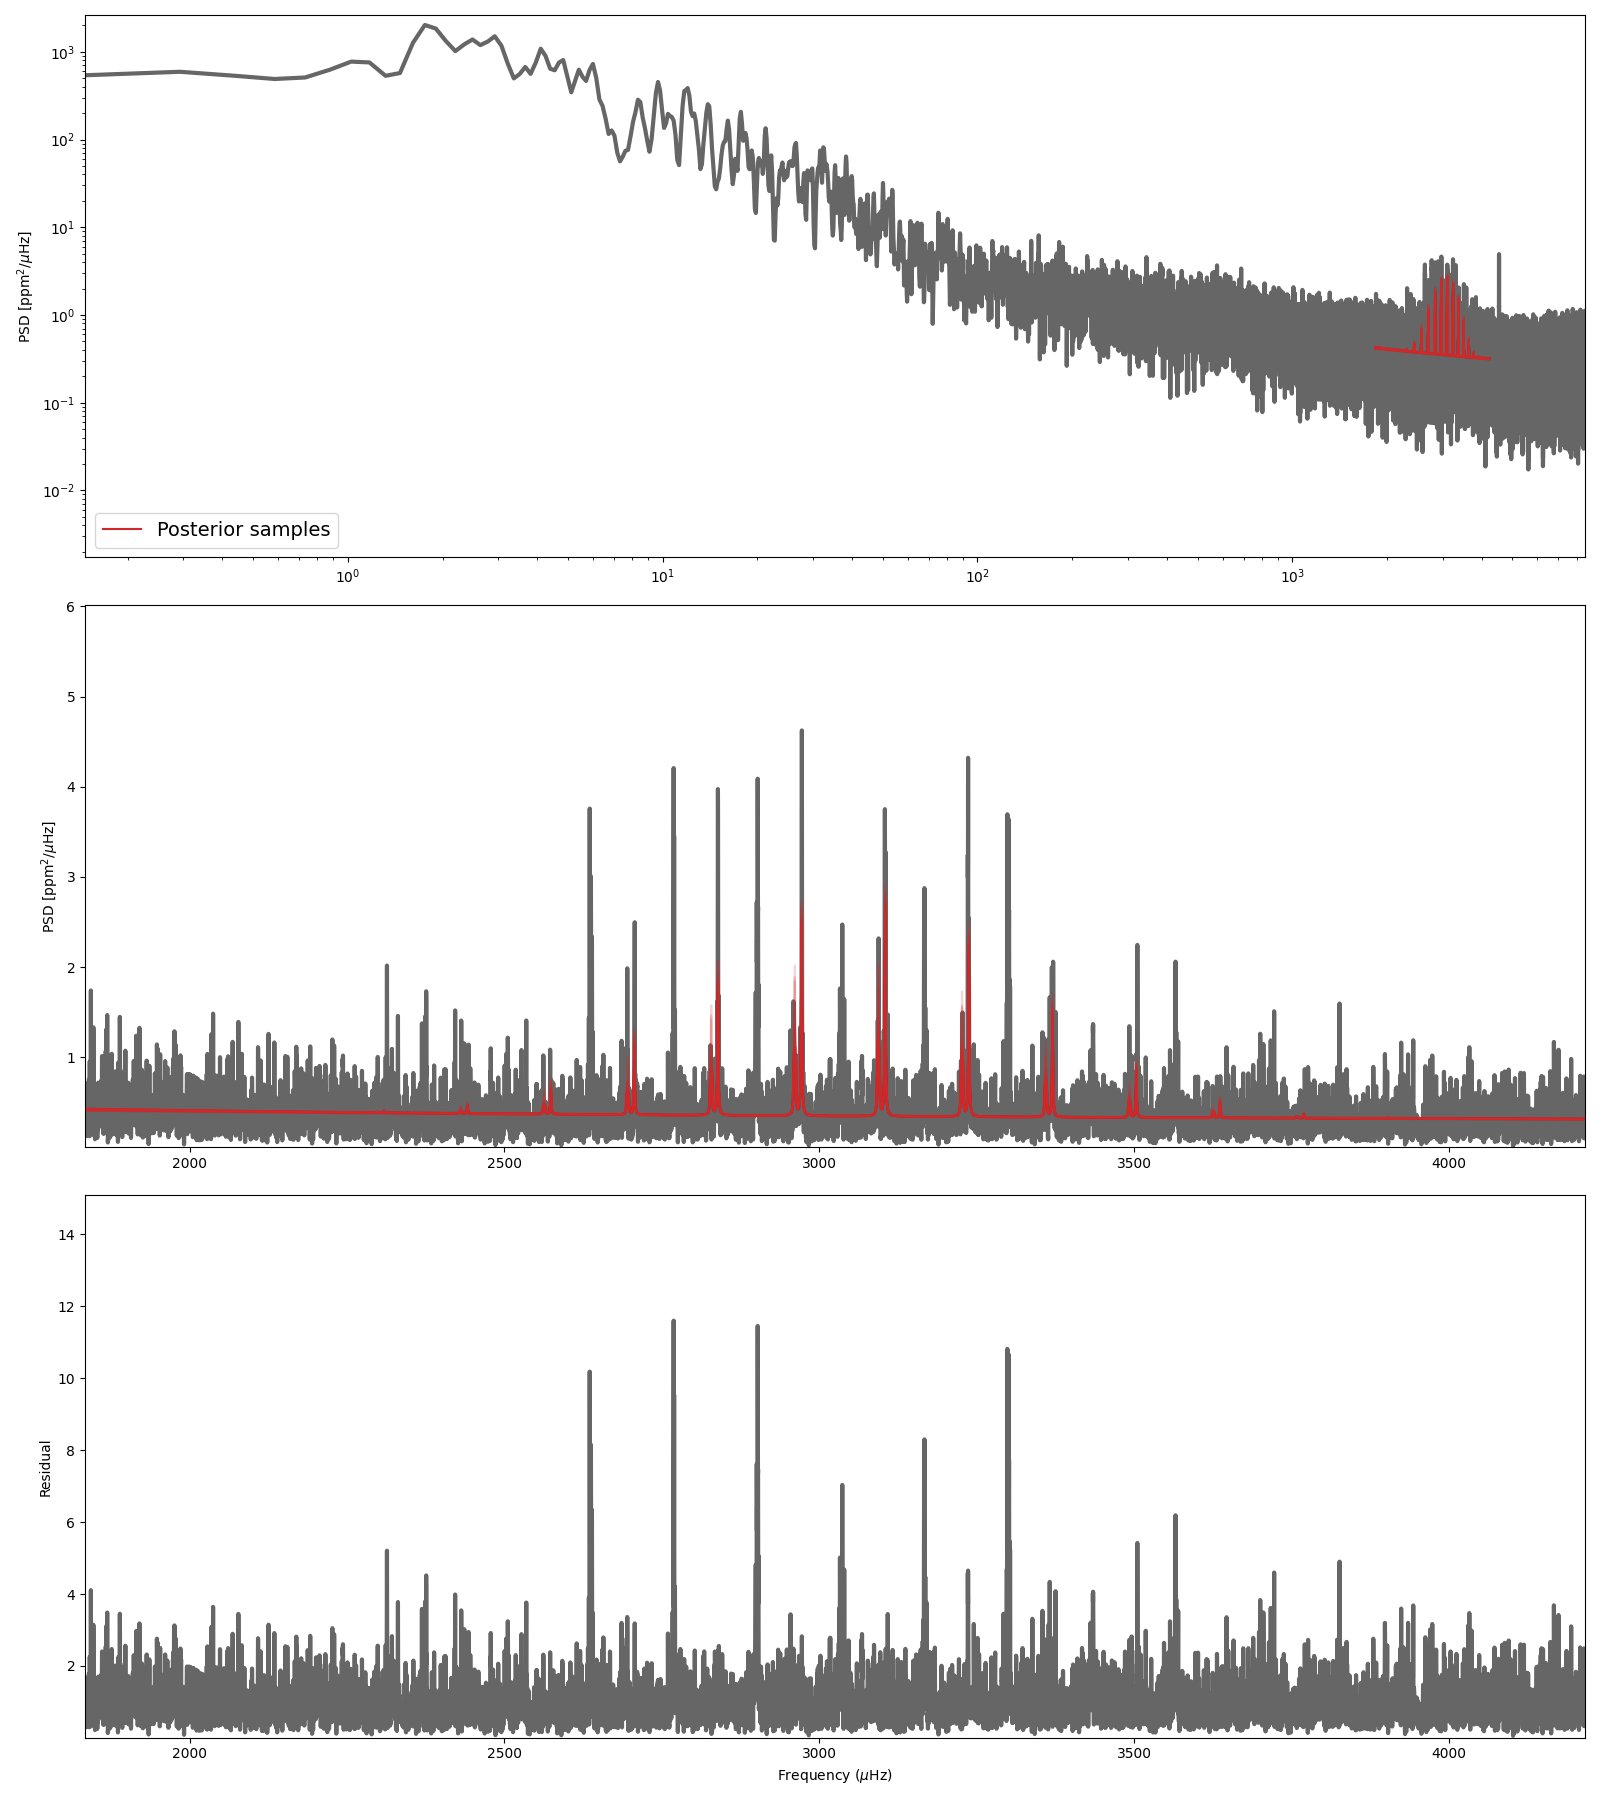 PSD [ppm²/μHz]
10³
10²
10¹
10⁰
10⁻¹
10⁻²
Posterior samples
10⁰ 10¹ 10² 10³
PSD [ppm²/μHz]
6
5
4
3
2
1
2000 2500 3000 3500 4000
Residual
14
12
10
8
6
4
2
2000 2500 3000 3500 4000
Frequency (μHz)